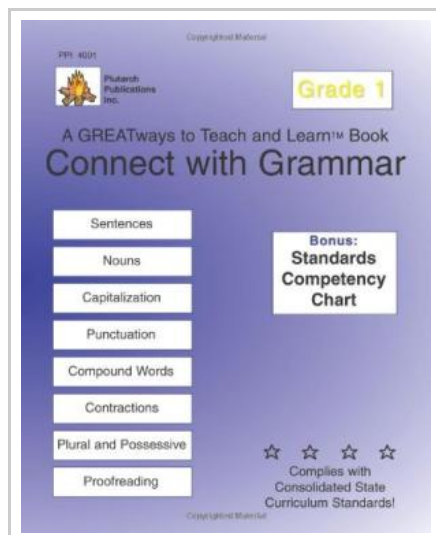 Copyrighted Material
PPI: 4001
Plutarch
Publications
Inc.
Grade 1
A GREATways to Teach and Learn™ Book
Connect with Grammar
Sentences
Nouns
Capitalization
Punctuation
Compound Words
Contractions
Plural and Possessive
Proofreading
Bonus:
Standards
Competency
Chart
Complies with
Consolidated State
Curriculum Standards!
Copyrighted Material